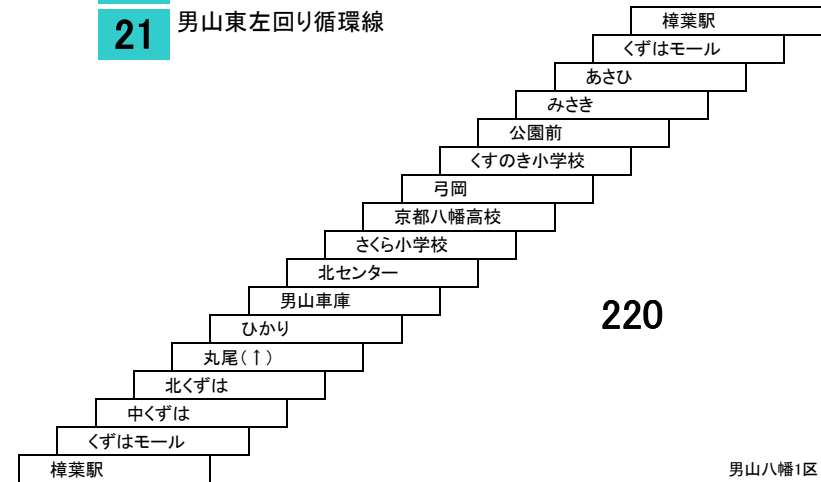 21 男山東左回り循環線
樟葉駅
くずはモール
あさひ
みさき
公園前
くすのき小学校
弓岡
京都八幡高校
さくら小学校
北センター
男山車庫
ひかり
丸尾(↑)
北くずは
中くずは
くずはモール
樟葉駅
220
男山八幡1区